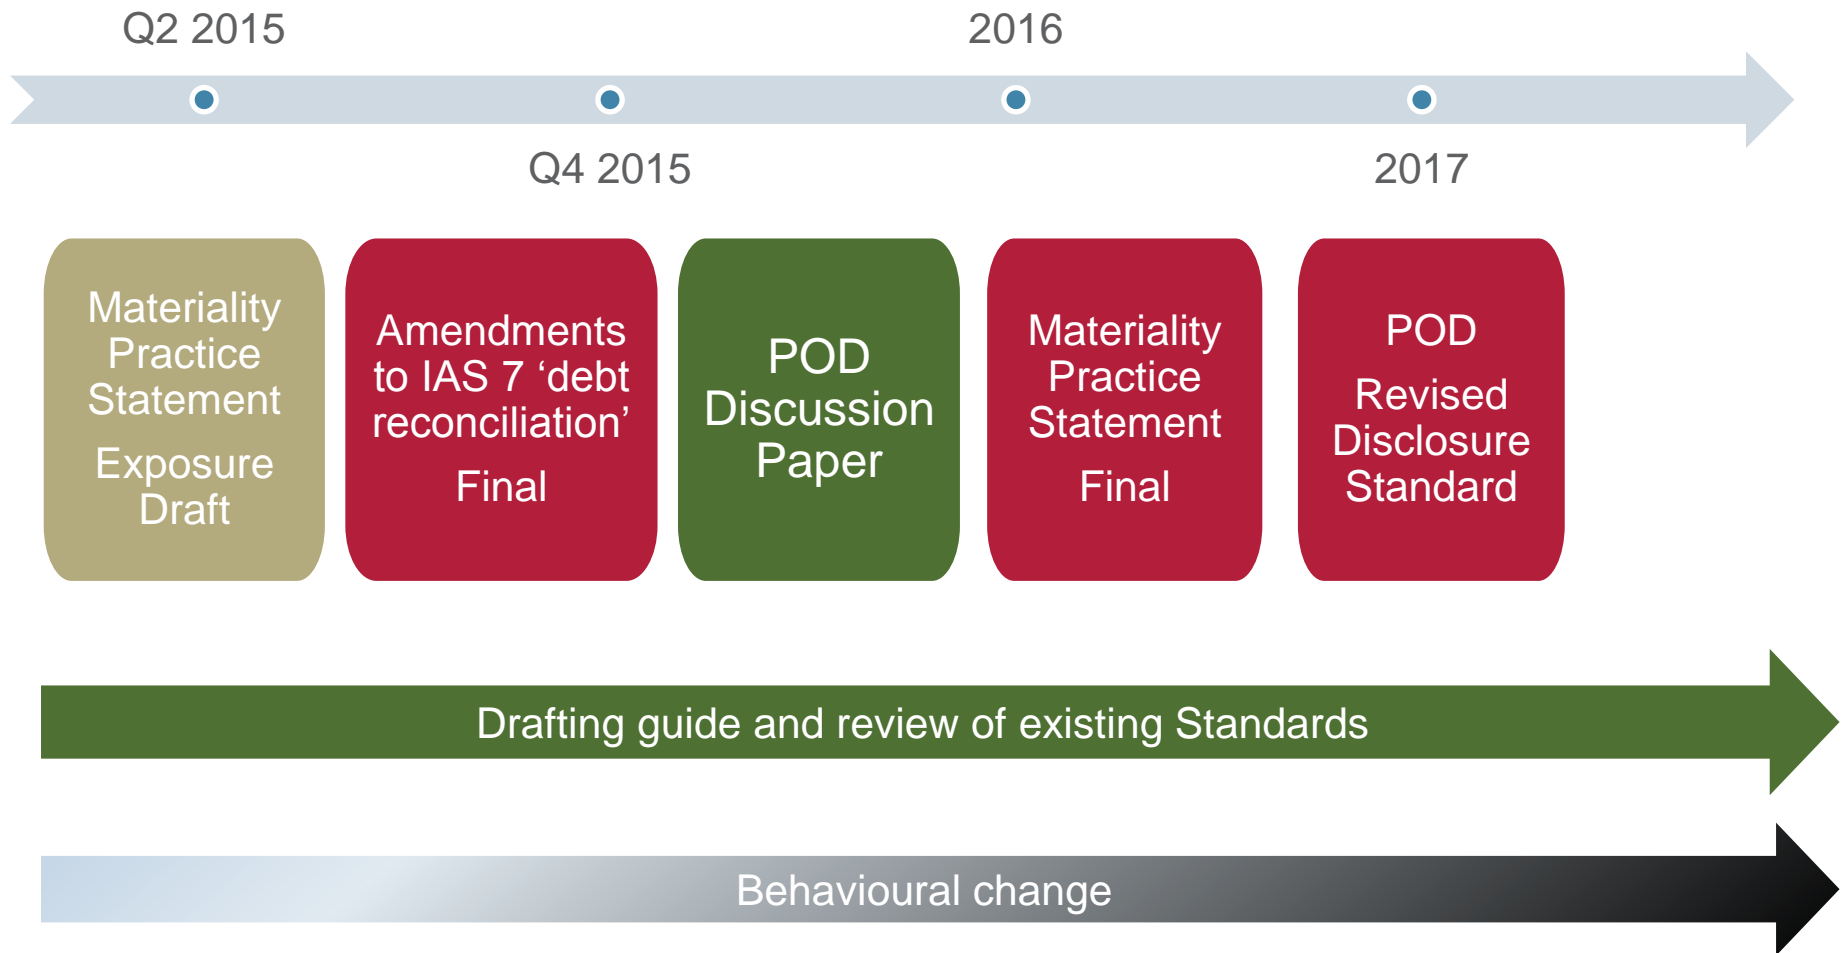 Q2 2015
2016
Q4 2015
2017
Materiality
Practice
Statement
Exposure
Draft
Amendments
to IAS 7 ‘debt
reconciliation’
Final
POD
Discussion
Paper
Materiality
Practice
Statement
Final
POD
Revised
Disclosure
Standard
Drafting guide and review of existing Standards
Behavioural change